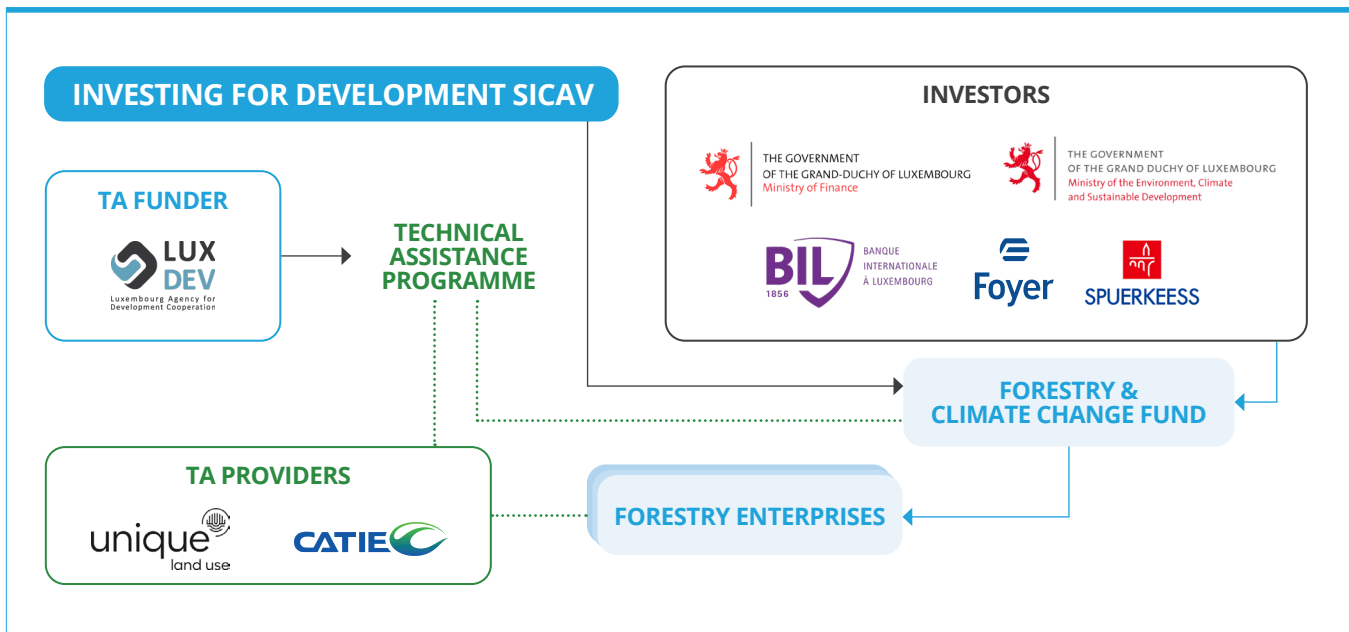 INVESTING FOR DEVELOPMENT SICAV
INVESTORS
THE GOVERNMENT
OF THE GRAND-DUCHY OF LUXEMBOURG
Ministry of Finance
THE GOVERNMENT
OF THE GRAND DUCHY OF LUXEMBOURG
Ministry of the Environment, Climate
and Sustainable Development
BIL
1856
BANQUE
INTERNATIONALE
À LUXEMBOURG
Foyer
SPUERKEESS
TA FUNDER
LUX
DEV
Luxembourg Agency for
Development Cooperation
TECHNICAL
ASSISTANCE
PROGRAMME
FORESTRY &
CLIMATE CHANGE FUND
TA PROVIDERS
unique
land use
CATIE
FORESTRY ENTERPRISES